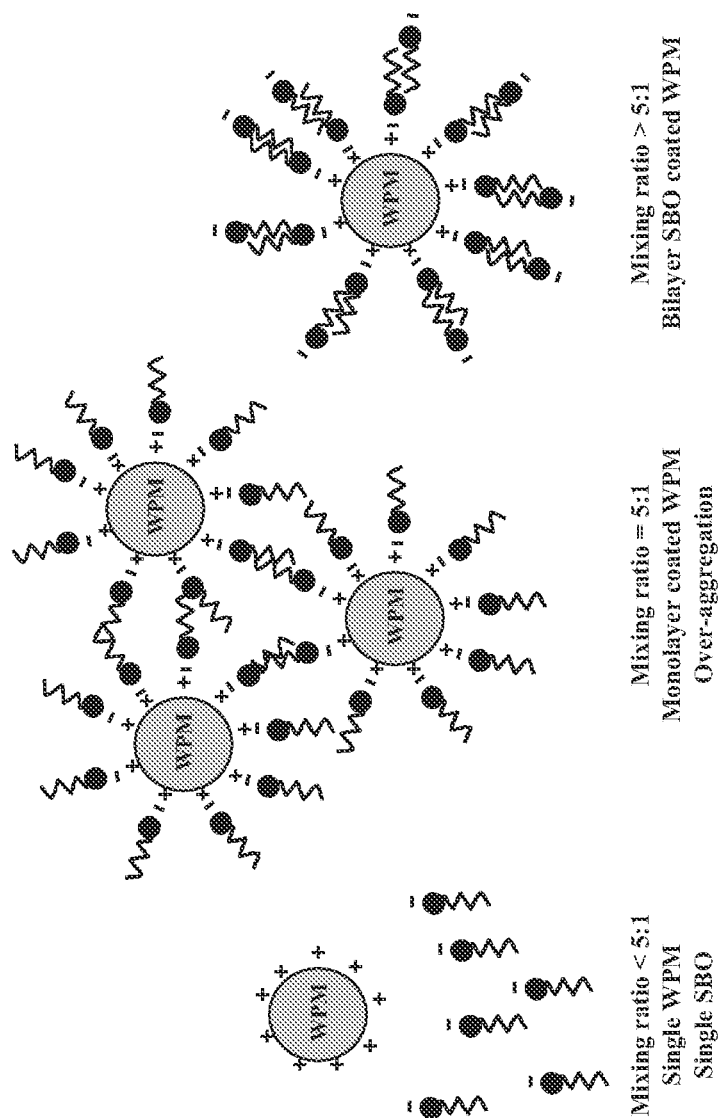 WPM
Mixing ratio < 5:1
Single WPM
Single SBO
WPM
WPM
WPM
Mixing ratio = 5:1
Monolayer coated WPM
Over-aggregation
WPM
Mixing ratio > 5:1
Bilayer SBO coated WPM